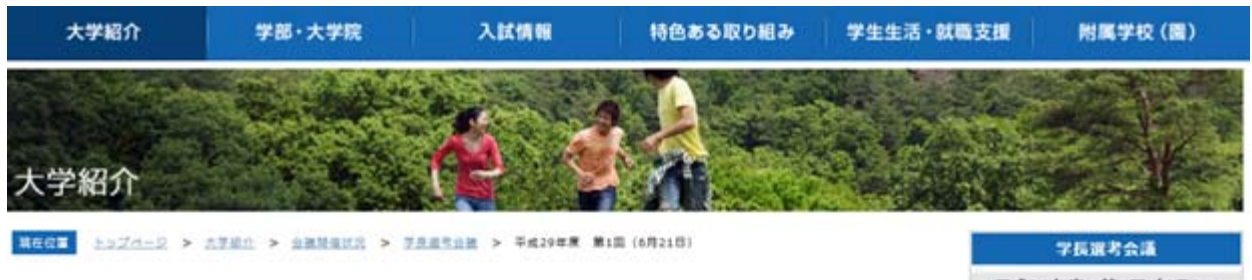 大学紹介 学部・大学院 入試情報 特色ある取り組み 学生生活・就職支援 附属学校(園)
大学紹介
現在位置 トップページ > 大学紹介 > 会議開催状況 > 学長選考会議 > 平成29年度 第1回(6月21日)
学長選考会議